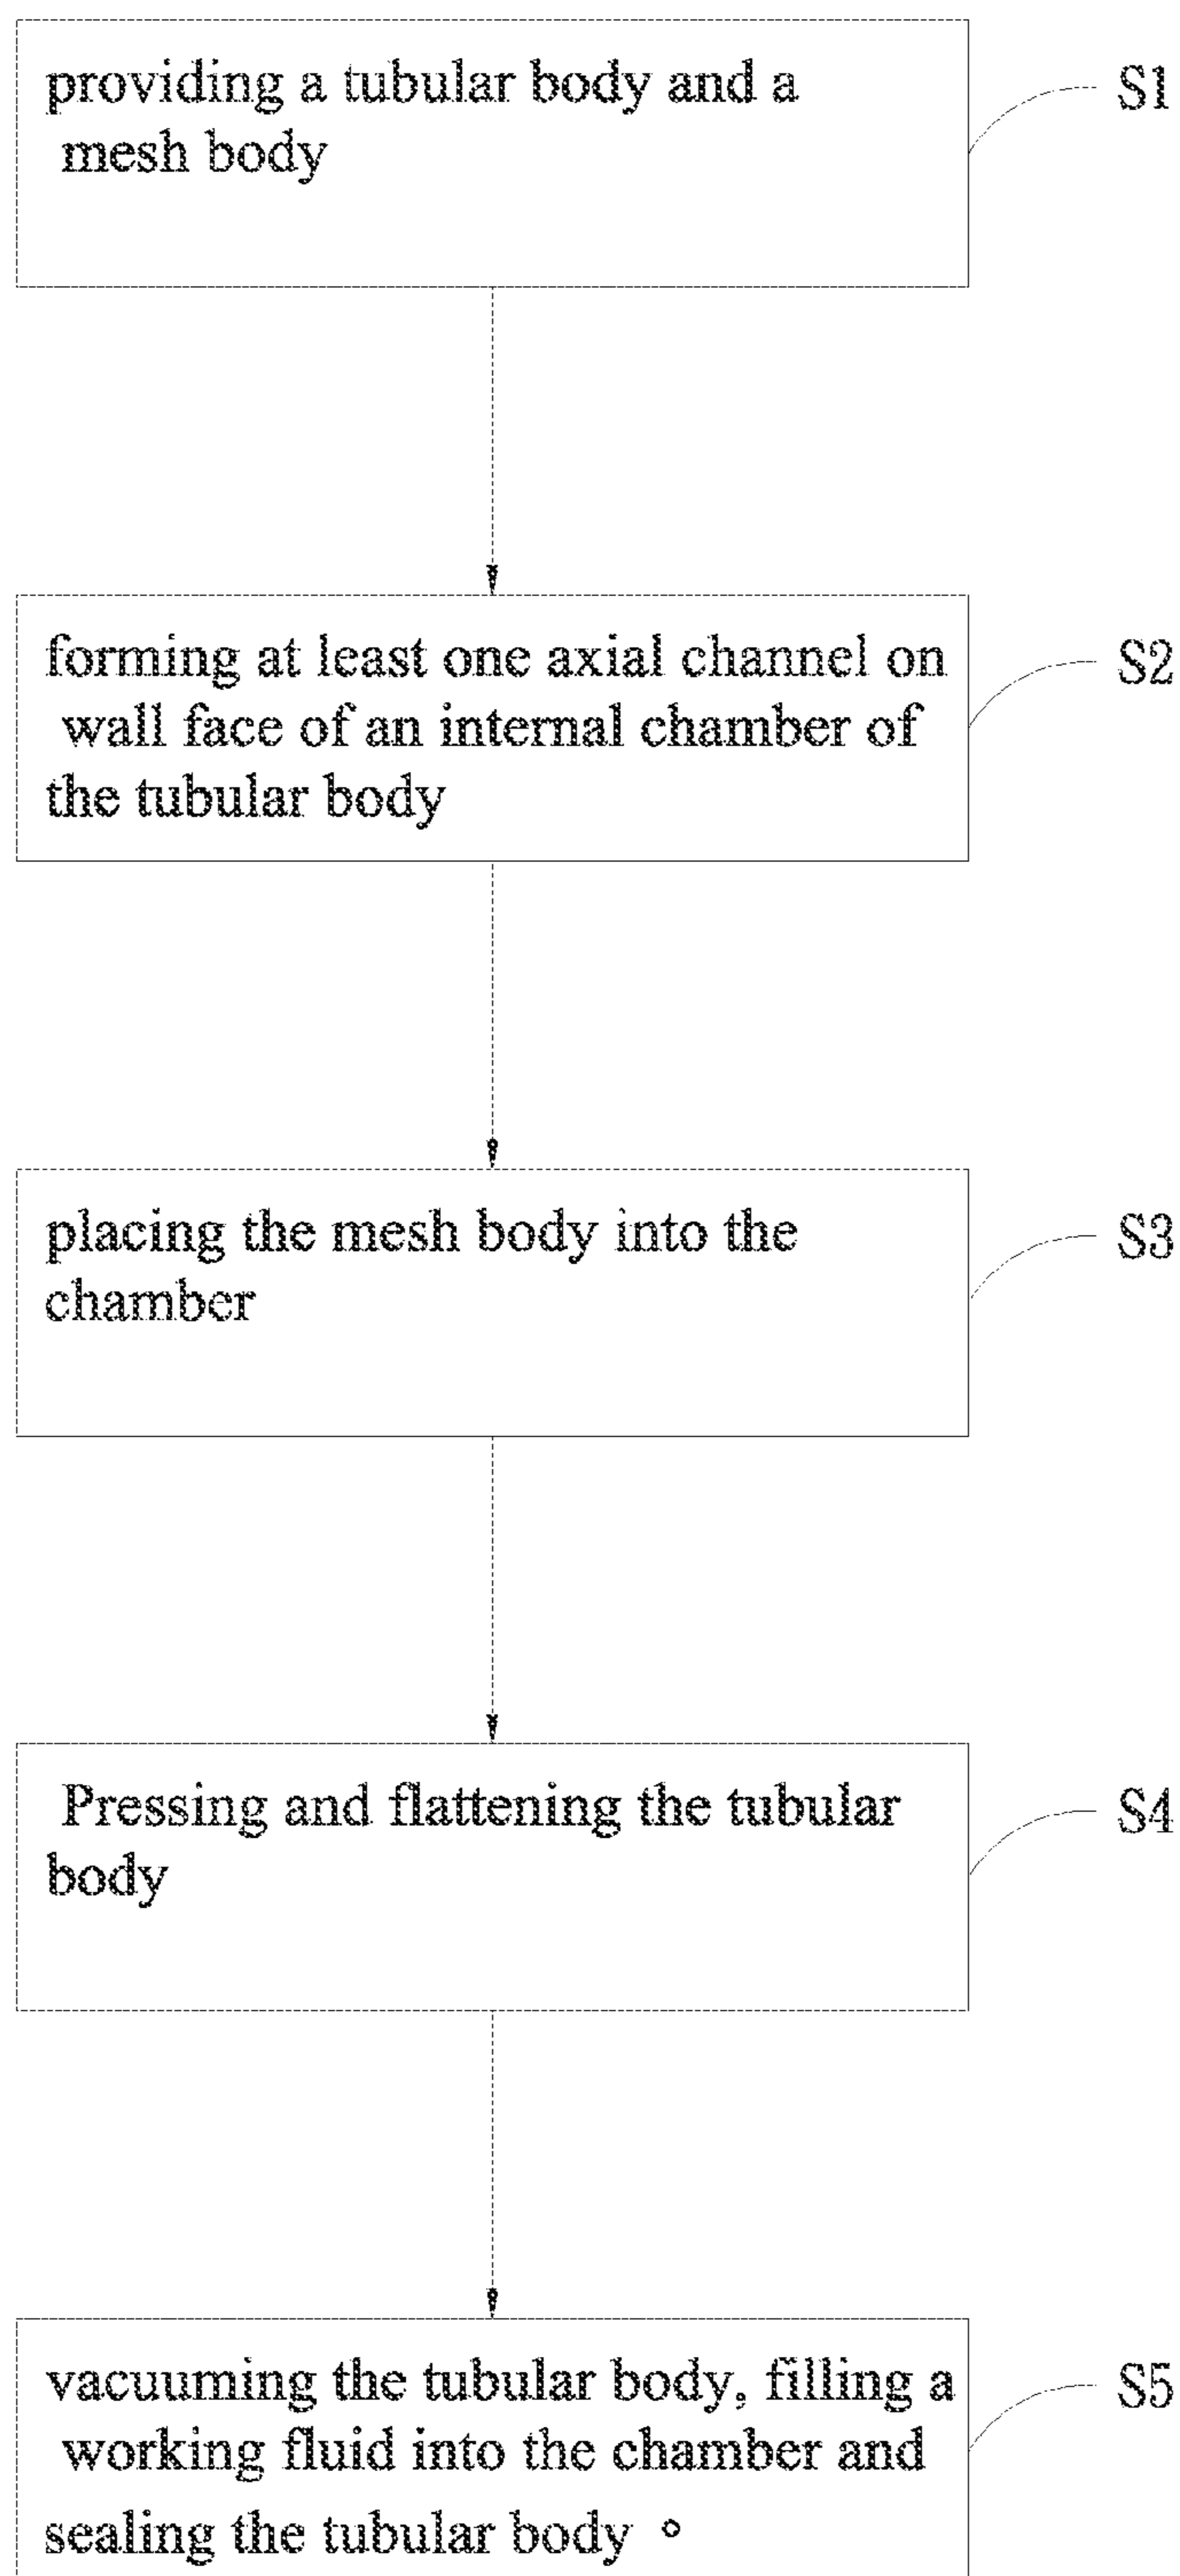 providing a tubular body and a
mesh body
S1
forming at least one axial channel on
wall face of an internal chamber of
the tubular body
S2
placing the mesh body into the
chamber
S3
Pressing and flattening the tubular
body
S4
vacuuming the tubular body, filling a
working fluid into the chamber and
sealing the tubular body 。
S5